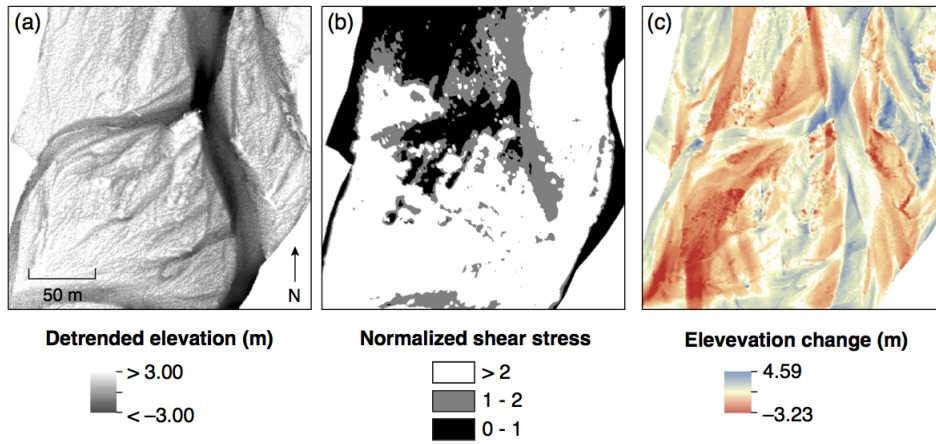 (a)
(b)
(c)
50 m
N
Detrended elevation (m)
> 3.00
< –3.00
Normalized shear stress
> 2
1 - 2
0 - 1
Elevevation change (m)
4.59
–3.23